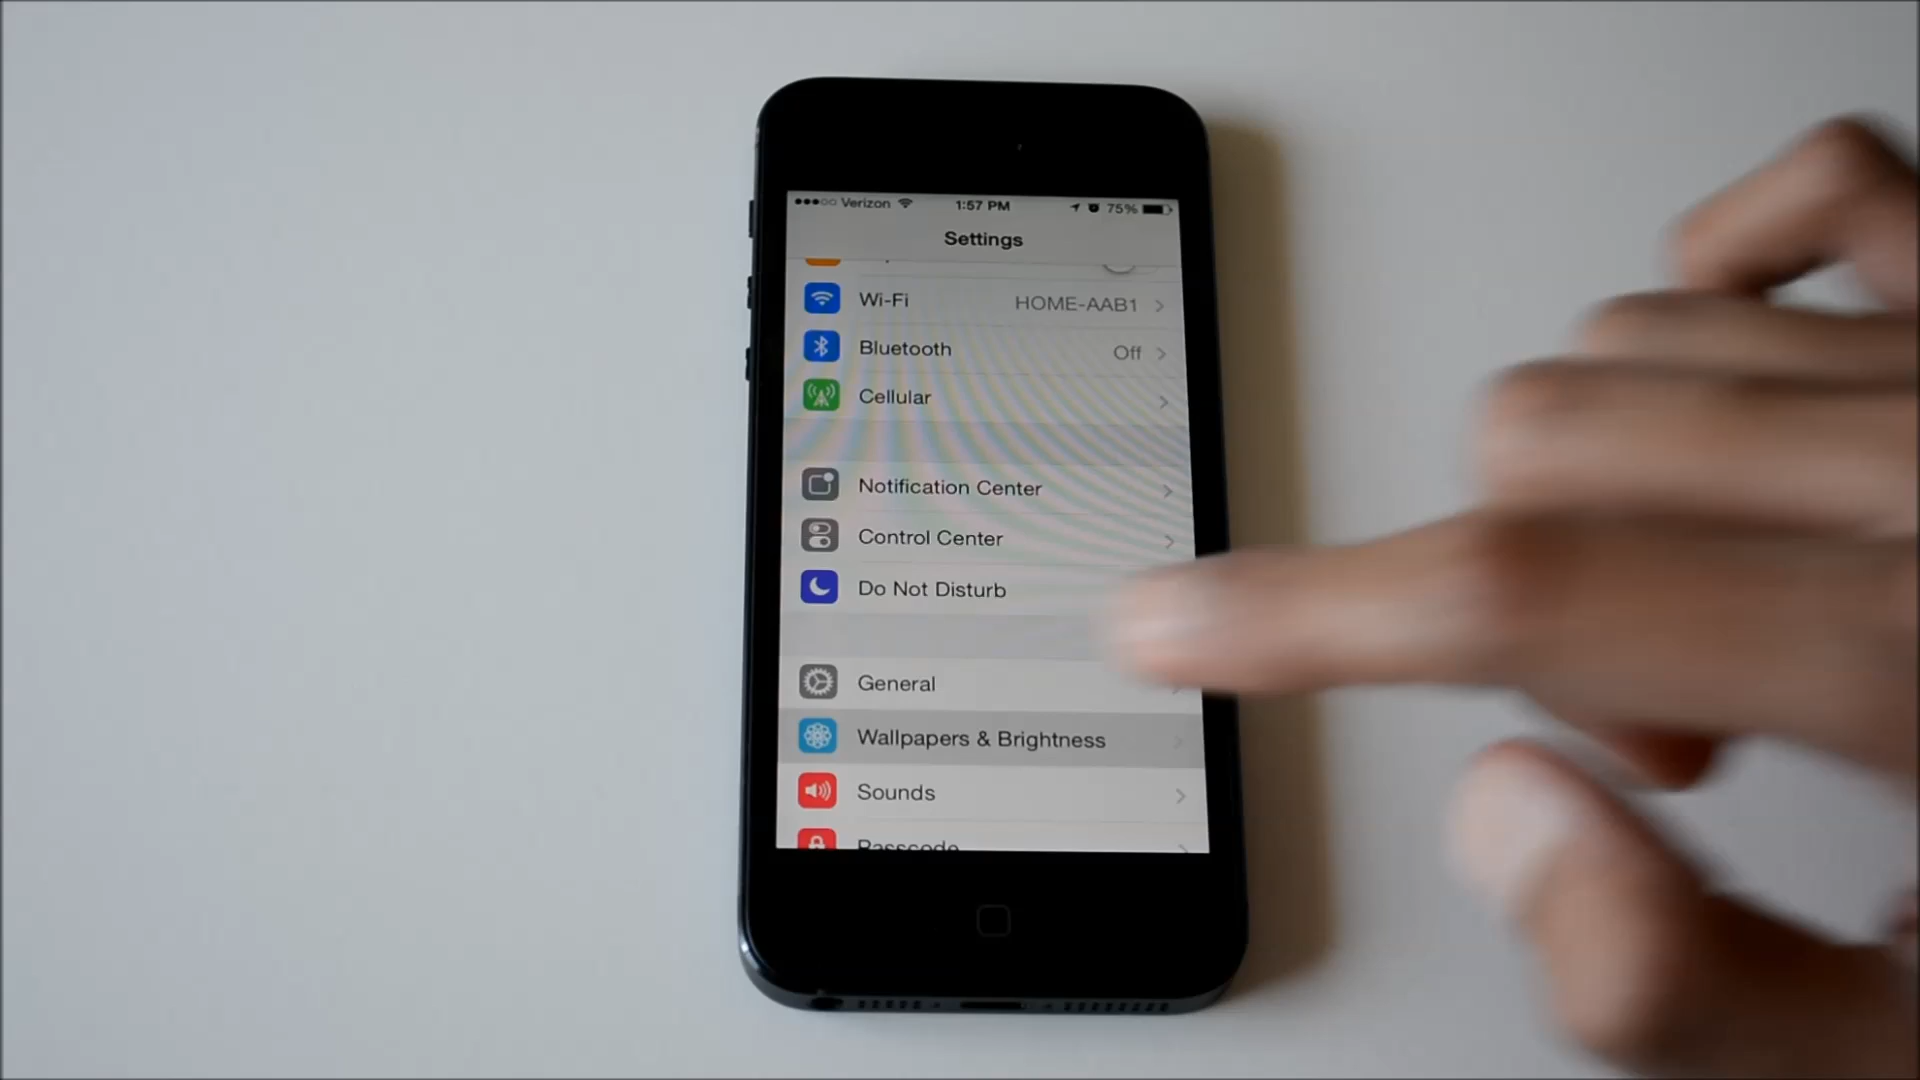 Verizon 1:57 PM 75%
Settings
Wi-Fi HOME-AAB1
Bluetooth Off
Cellular
Notification Center
Control Center
Do Not Disturb
General
Wallpapers & Brightness
Sounds
Passcode